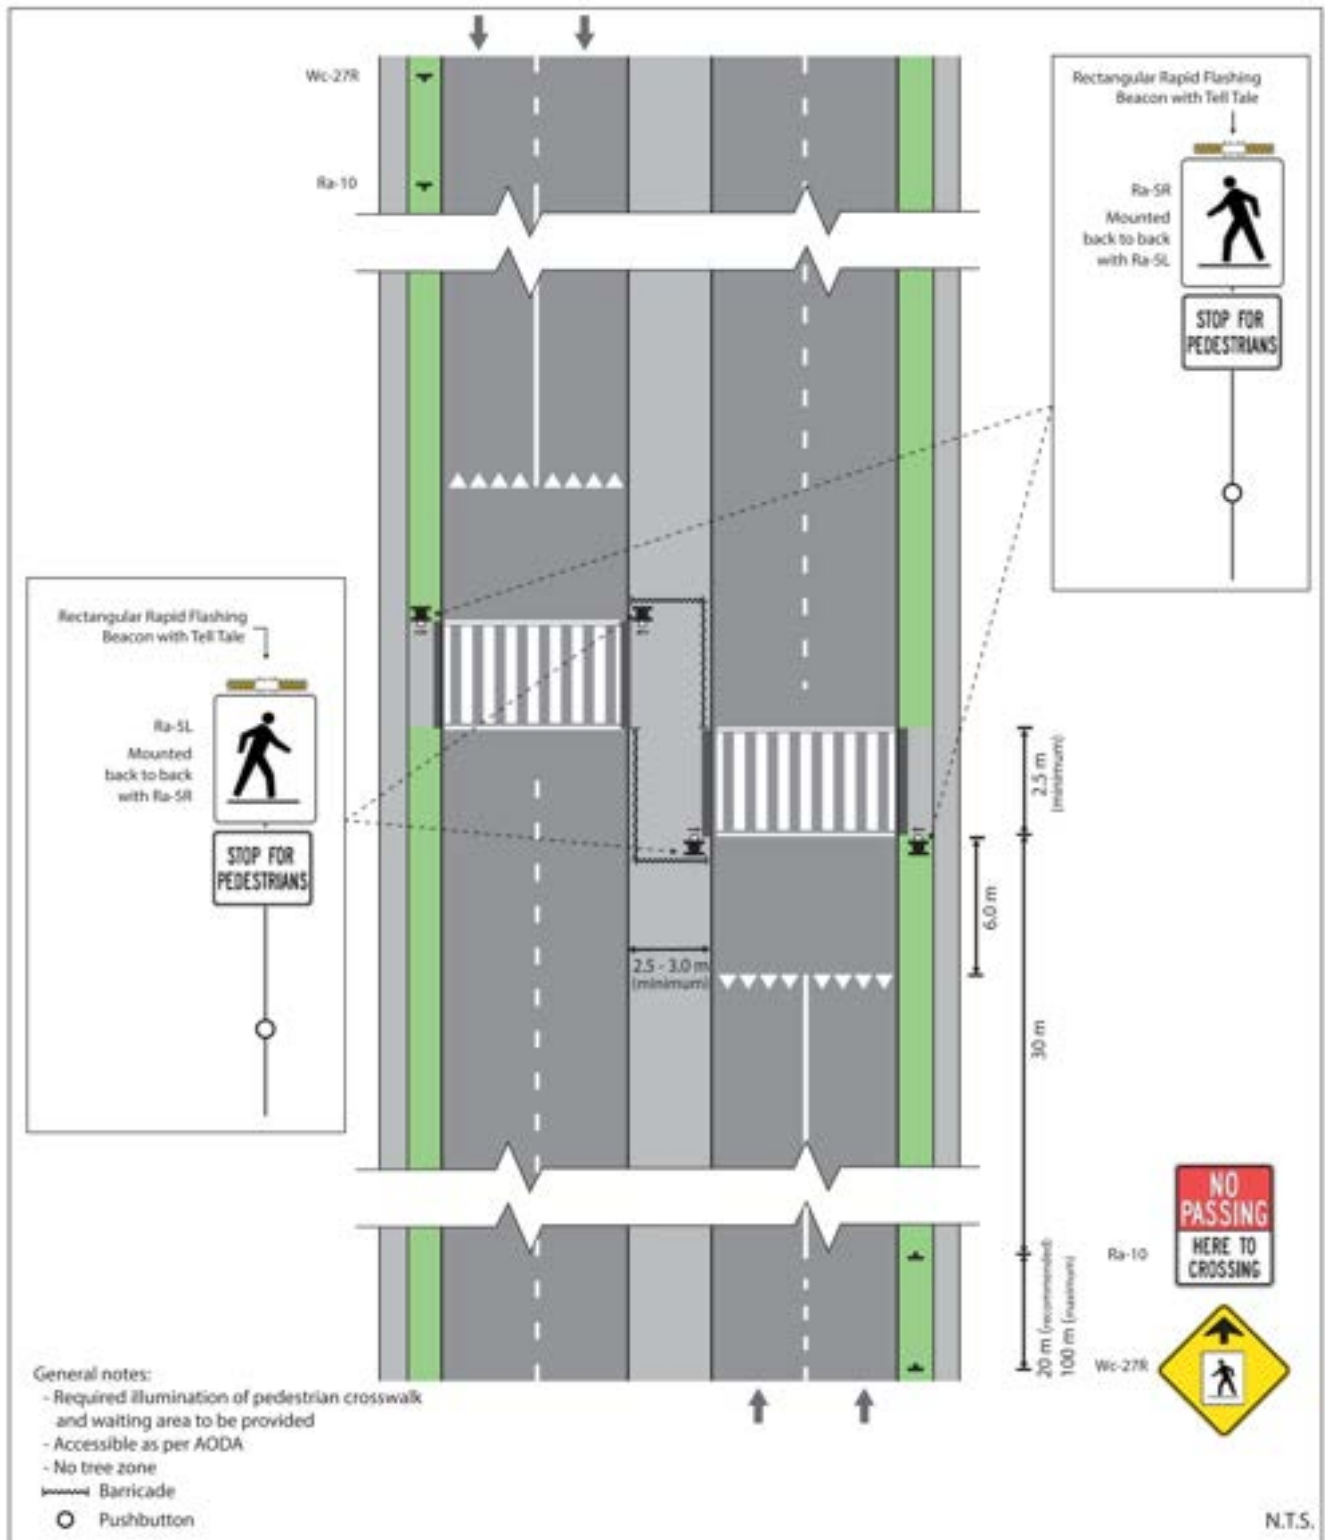 Wc-27R
Ra-10
Rectangular Rapid Flashing
Beacon with Tell Tale
Ra-5R
Mounted
back to back
with Ra-5L
STOP FOR
PEDESTRIANS
Rectangular Rapid Flashing
Beacon with Tell Tale
Ra-5L
Mounted
back to back
with Ra-5R
STOP FOR
PEDESTRIANS
2.5 m
(minimum)
6.0 m
2.5 - 3.0 m
(minimum)
30 m
NO
PASSING
HERE TO
CROSSING
Ra-10
20 m (recommended)
100 m (maximum)
Wc-27R
General notes:
- Required illumination of pedestrian crosswalk
and waiting area to be provided
- Accessible as per AODA
- No tree zone
Barricade
Pushbutton
N.T.S.